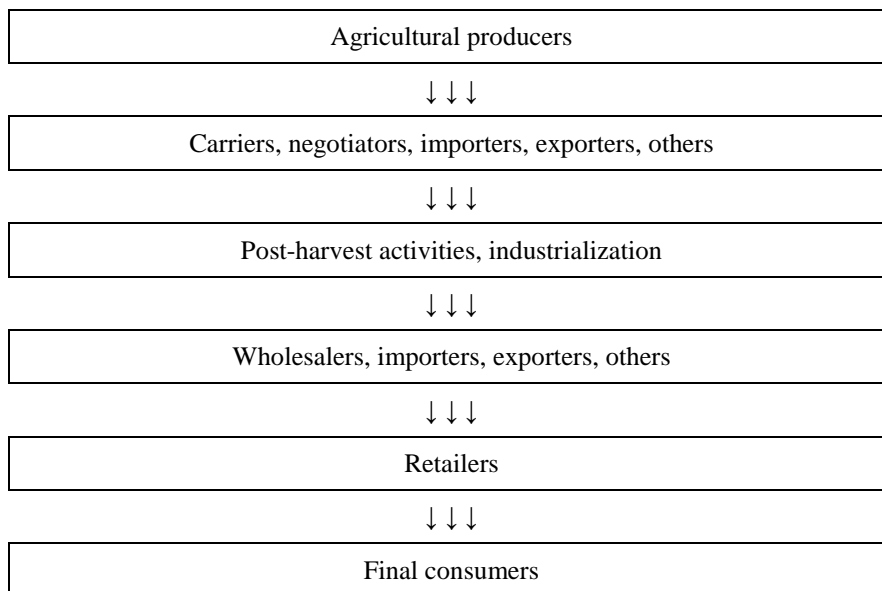 Agricultural producers
↓↓↓
Carriers, negotiators, importers, exporters, others
↓↓↓
Post-harvest activities, industrialization
↓↓↓
Wholesalers, importers, exporters, others
↓↓↓
Retailers
↓↓↓
Final consumers